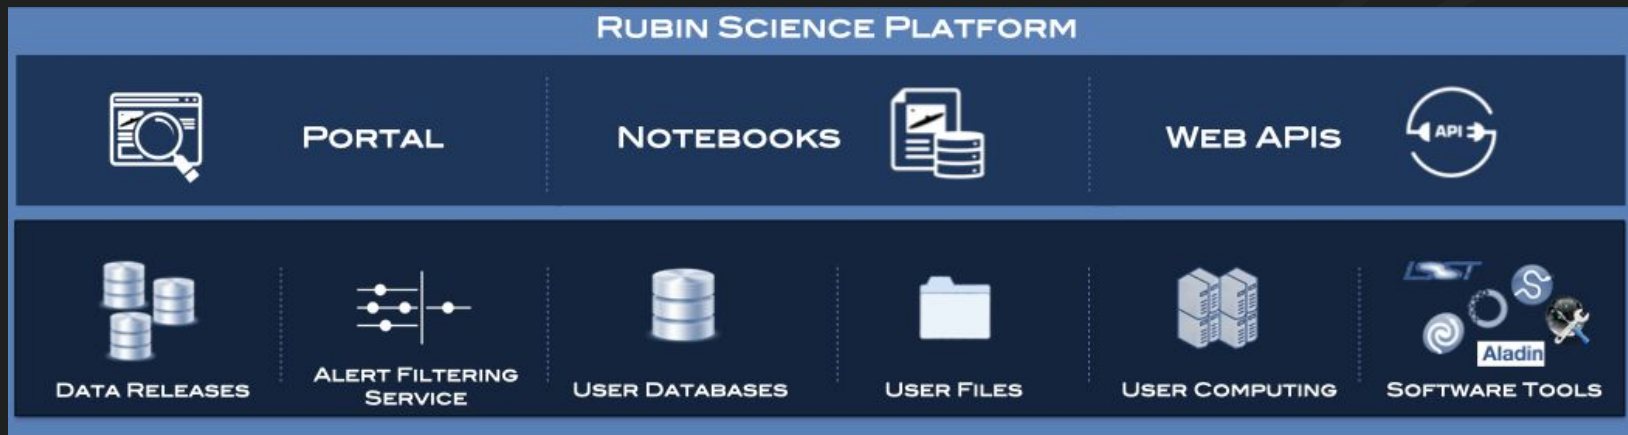 RUBIN SCIENCE PLATFORM
PORTAL
NOTEBOOKS
WEB APIS
API
DATA RELEASES
ALERT FILTERING
SERVICE
USER DATABASES
USER FILES
USER COMPUTING
LSST
Aladin
SOFTWARE TOOLS